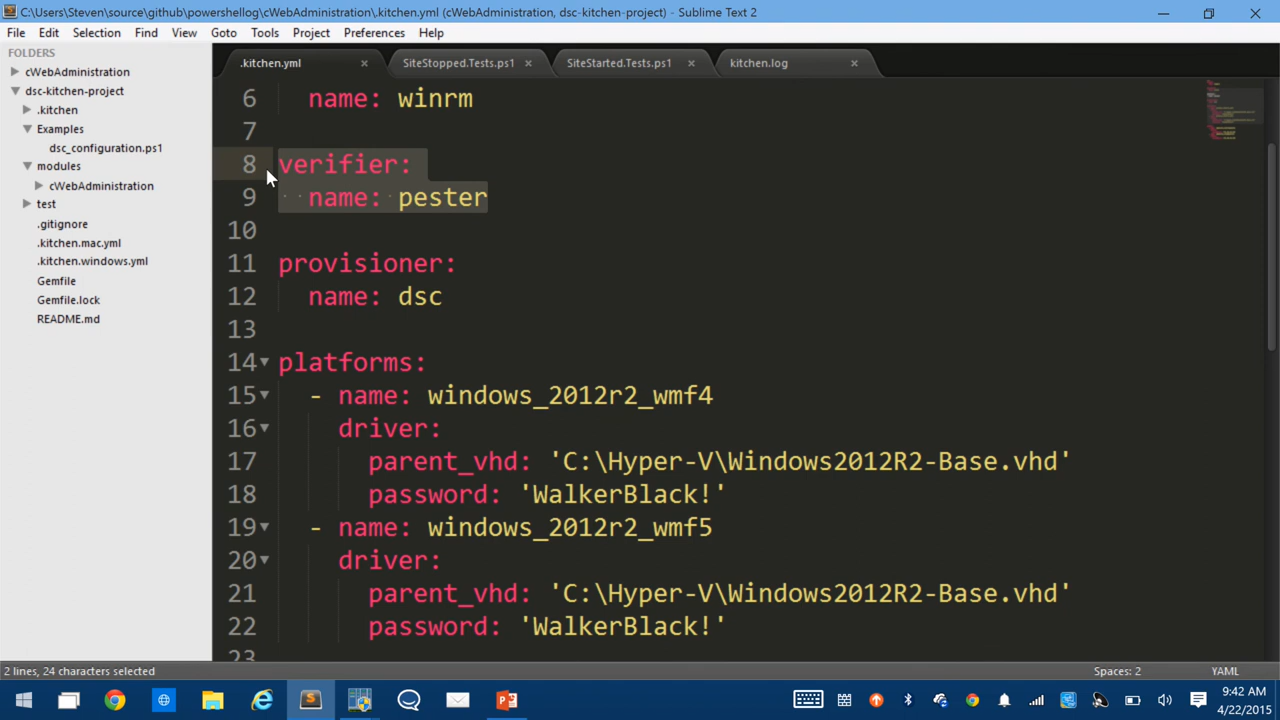 C:\Users\Steven\source\github\powershellog\cWebAdministration\.kitchen.yml (cWebAdministration, dsc-kitchen-project) - Sublime Text 2
File Edit Selection Find View Goto Tools Project Preferences Help
FOLDERS
cWebAdministration
dsc-kitchen-project
.kitchen
Examples
dsc_configuration.ps1
modules
cWebAdministration
test
.gitignore
.kitchen.mac.yml
.kitchen.windows.yml
Gemfile
Gemfile.lock
README.md
.kitchen.yml SiteStopped.Tests.ps1 SiteStarted.Tests.ps1 kitchen.log
6 name: winrm
7
8 verifier:
9 name: pester
10
11 provisioner:
12 name: dsc
13
14 platforms:
15 - name: windows_2012r2_wmf4
16 driver:
17 parent_vhd: 'C:\Hyper-V\Windows2012R2-Base.vhd'
18 password: 'WalkerBlack!'
19 - name: windows_2012r2_wmf5
20 driver:
21 parent_vhd: 'C:\Hyper-V\Windows2012R2-Base.vhd'
22 password: 'WalkerBlack!'
23
2 lines, 24 characters selected Spaces: 2 YAML
9:42 AM
4/22/2015